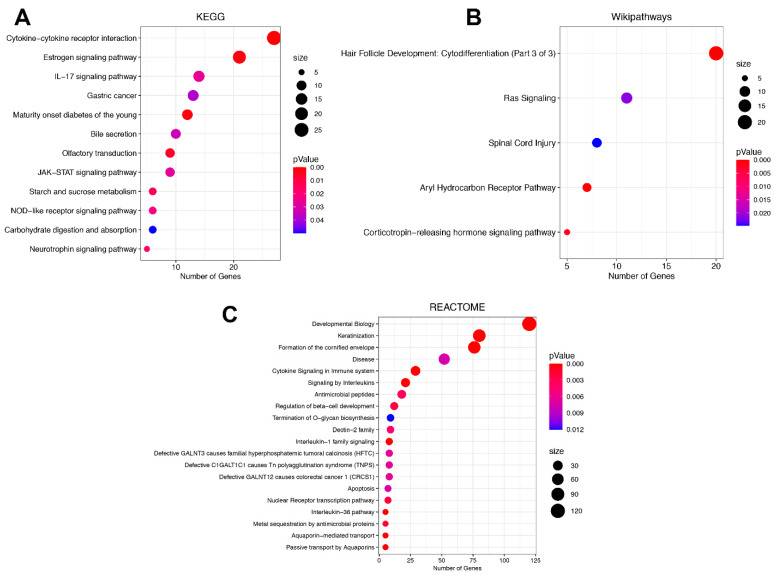 A
KEGG
Cytokine-cytokine receptor interaction
Estrogen signaling pathway
IL-17 signaling pathway
Gastric cancer
Maturity onset diabetes of the young
Bile secretion
Olfactory transduction
JAK-STAT signaling pathway
Starch and sucrose metabolism
NOD-like receptor signaling pathway
Carbohydrate digestion and absorption
Neurotrophin signaling pathway
10
20
Number of Genes
size
5
10
15
20
25
pValue
0.00
0.01
0.02
0.03
0.04
B
Wikipathways
Hair Follicle Development: Cytodifferentiation (Part 3 of 3)
Ras Signaling
Spinal Cord Injury
Aryl Hydrocarbon Receptor Pathway
Corticotropin-releasing hormone signaling pathway
5
10
15
20
Number of Genes
size
5
10
15
20
pValue
0.000
0.005
0.010
0.015
0.020
C
REACTOME
Developmental Biology
Keratinization
Formation of the cornified envelope
Disease
Cytokine Signaling in Immune system
Signaling by Interleukins
Antimicrobial peptides
Regulation of beta-cell development
Termination of O-glycan biosynthesis
Dectin-2 family
Interleukin-1 family signaling
Defective GALNT3 causes familial hyperphosphatemic tumoral calcinosis (HFTC)
Defective C1GALT1C1 causes Tn polyagglutination syndrome (TNPS)
Defective GALNT12 causes colorectal cancer 1 (CRCS1)
Apoptosis
Nuclear Receptor transcription pathway
Interleukin-36 pathway
Metal sequestration by antimicrobial proteins
Aquaporin-mediated transport
Passive transport by Aquaporins
0
25
50
75
100
125
Number of Genes
pValue
0.000
0.003
0.006
0.009
0.012
size
30
60
90
120